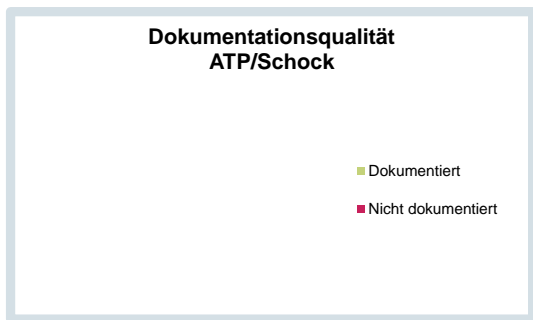 Dokumentationsqualität
ATP/Schock
Dokumentiert
Nicht dokumentiert